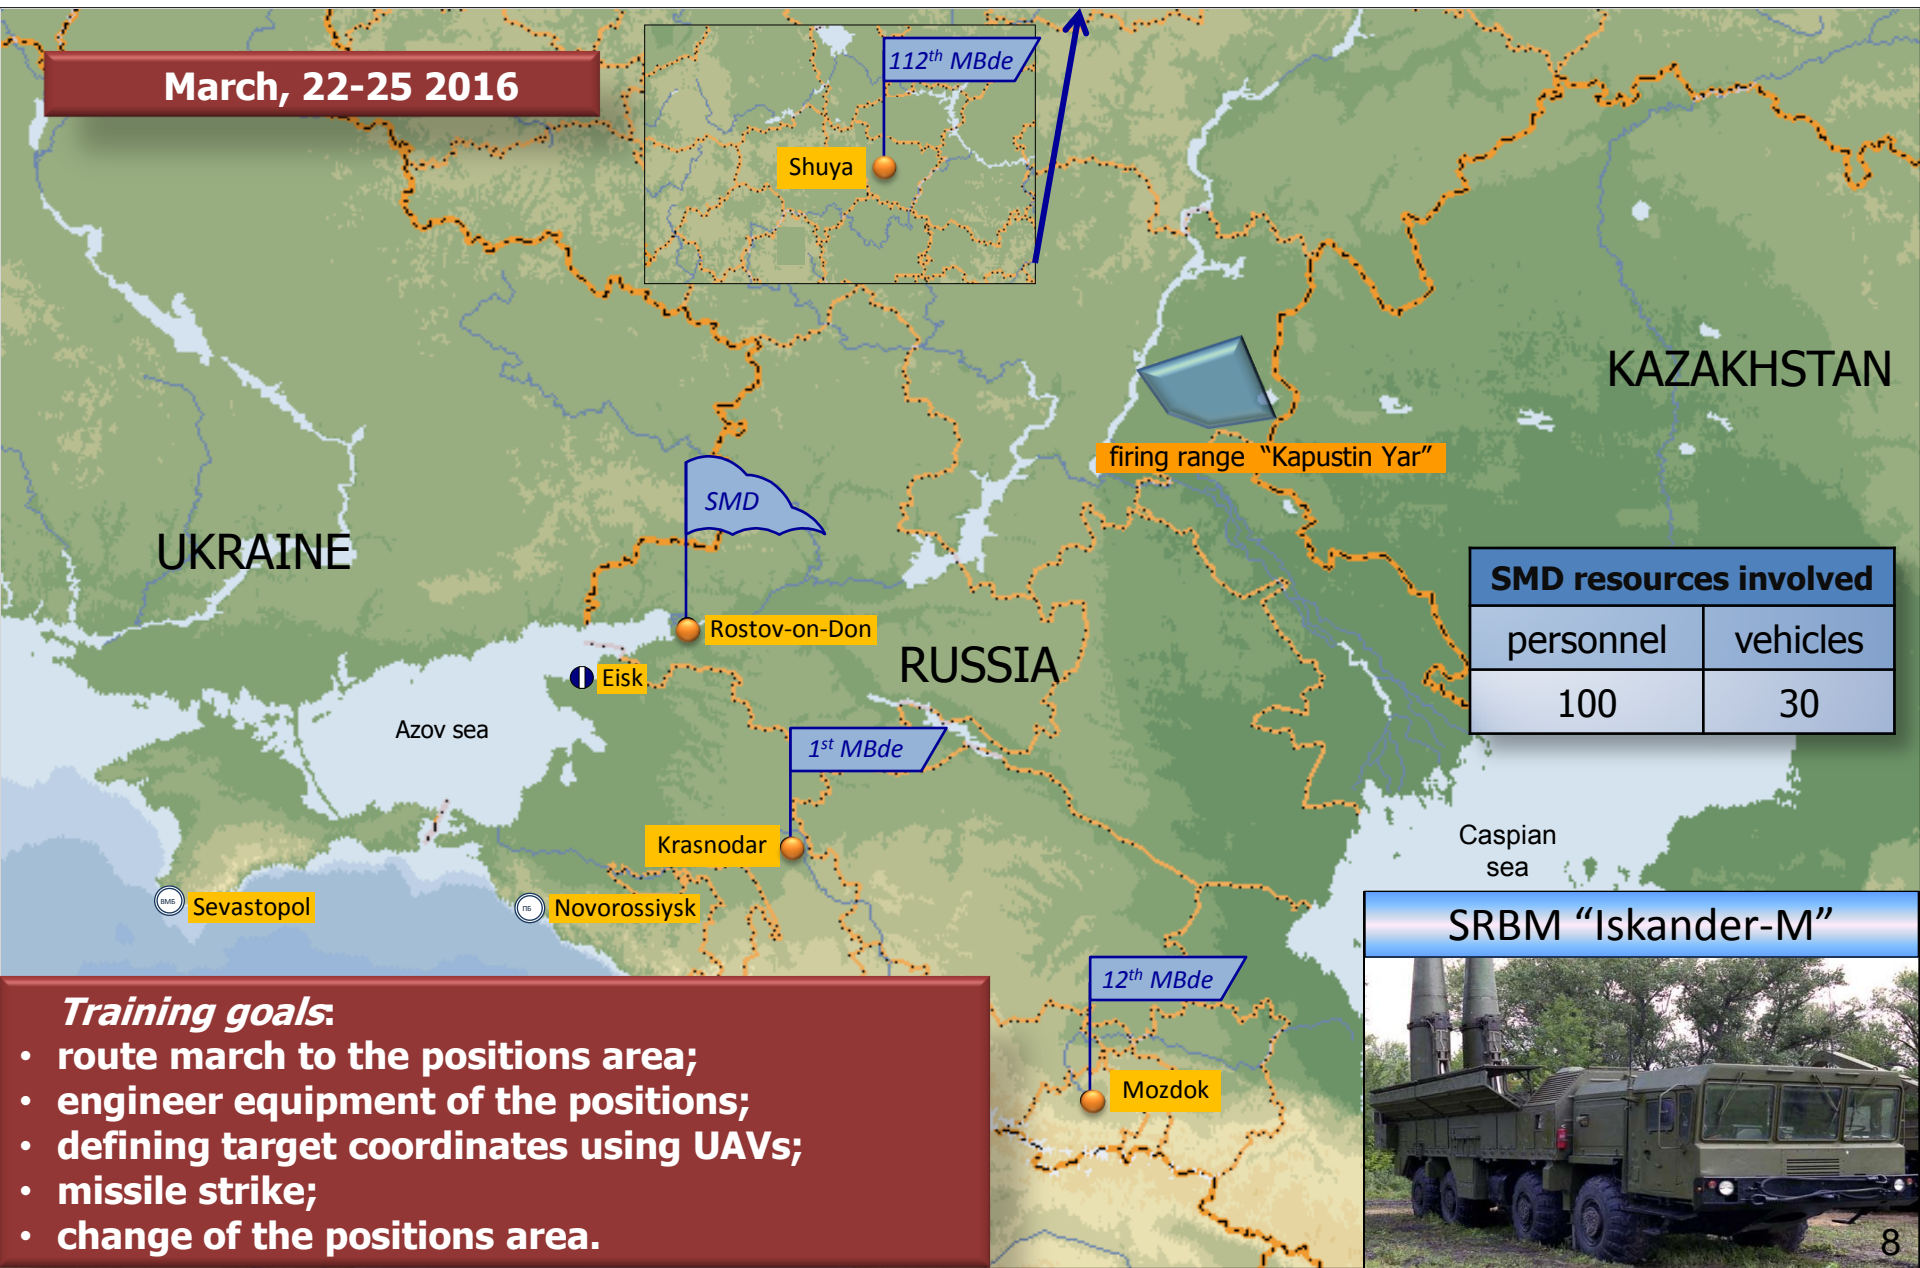 March, 22-25 2016
112th MBde
Shuya
KAZAKHSTAN
firing range “Kapustin Yar”
SMD
UKRAINE
SMD resources involved
personnel vehicles
100 30
Rostov-on-Don
RUSSIA
Eisk
Azov sea
1st MBde
Krasnodar
Caspian
sea
ВМБ Sevastopol
ПБ Novorossiysk
SRBM “Iskander-M”
12th MBde
Mozdok
Training goals:
• route march to the positions area;
• engineer equipment of the positions;
• defining target coordinates using UAVs;
• missile strike;
• change of the positions area.
8